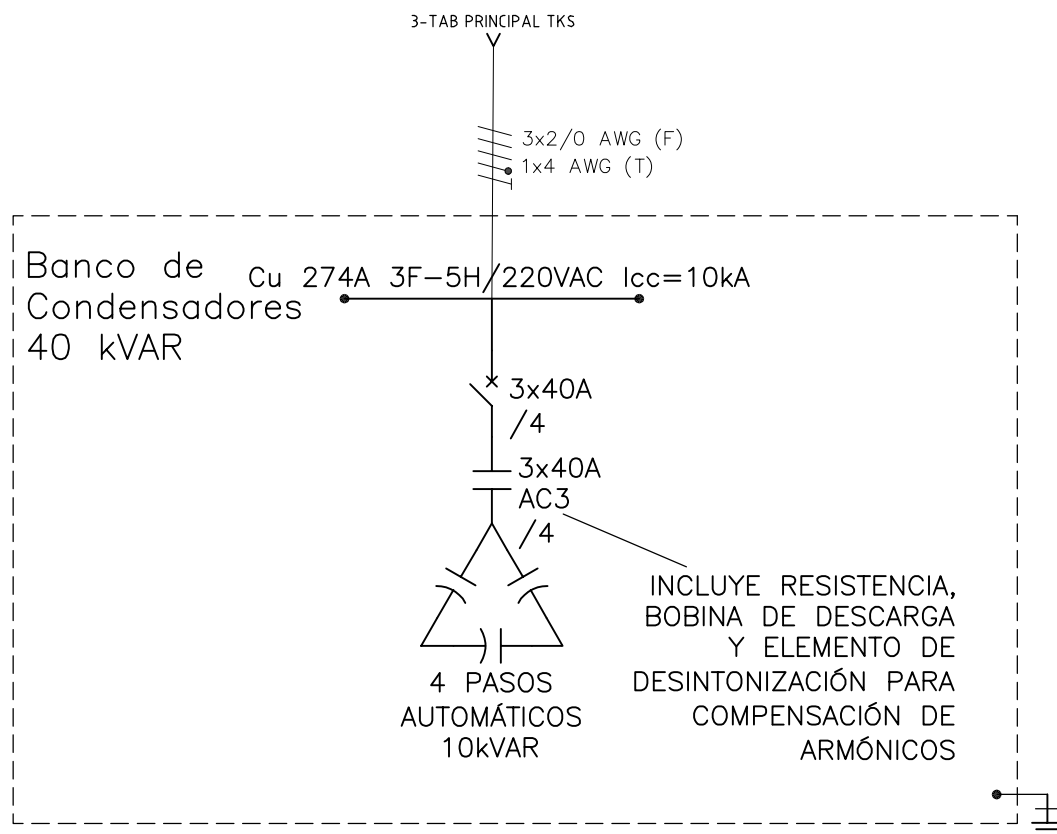 3-TAB PRINCIPAL TKS
3x2/0 AWG (F)
1x4 AWG (T)
Banco de
Condensadores
40 kVAR
Cu 274A 3F-5H/220VAC Icc=10kA
3x40A
/4
3x40A
AC3
/4
INCLUYE RESISTENCIA,
BOBINA DE DESCARGA
Y ELEMENTO DE
DESINTONIZACIÓN PARA
COMPENSACIÓN DE
ARMÓNICOS
4 PASOS
AUTOMÁTICOS
10kVAR